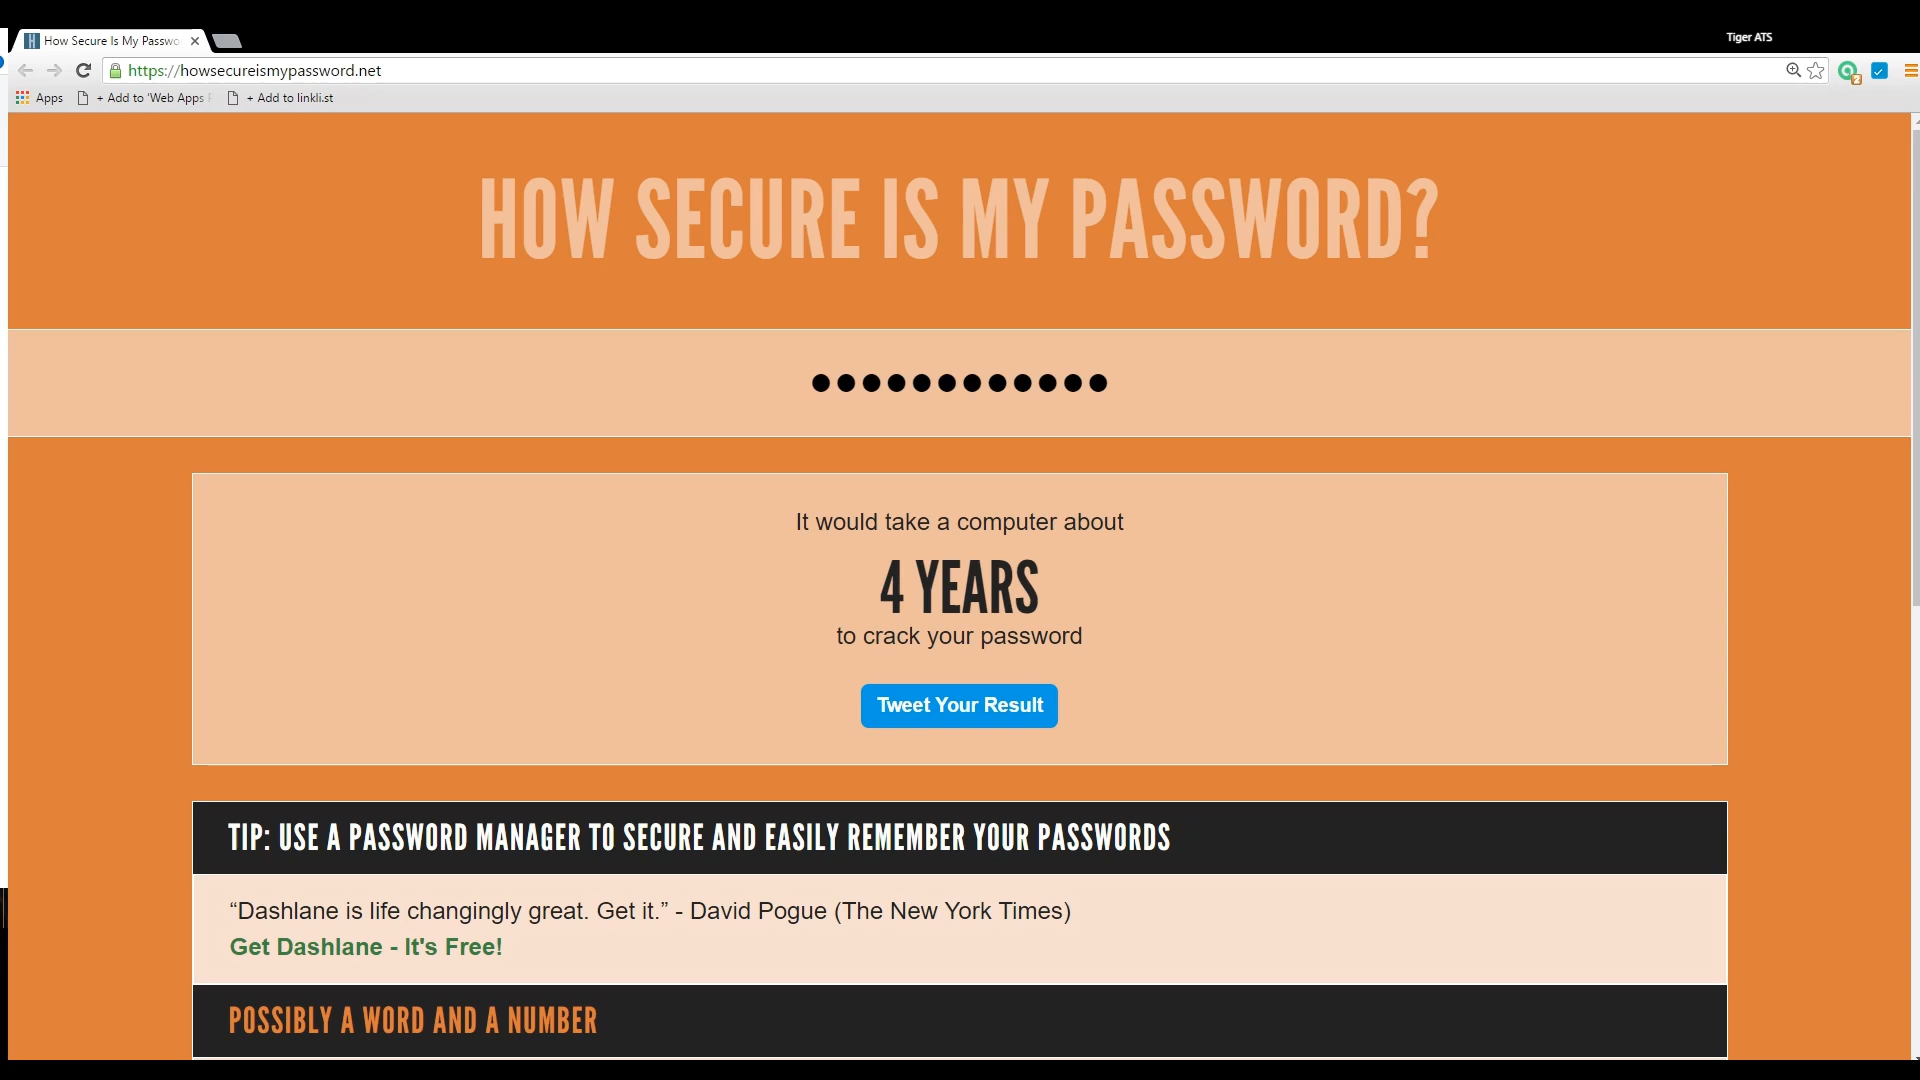 How Secure Is My Passwo
Tiger ATS
https://howsecureismypassword.net
Apps + Add to 'Web Apps + Add to linkli.st
HOW SECURE IS MY PASSWORD?
It would take a computer about
4 YEARS
to crack your password
Tweet Your Result
TIP: USE A PASSWORD MANAGER TO SECURE AND EASILY REMEMBER YOUR PASSWORDS
“Dashlane is life changingly great. Get it.” - David Pogue (The New York Times)
Get Dashlane - It's Free!
POSSIBLY A WORD AND A NUMBER